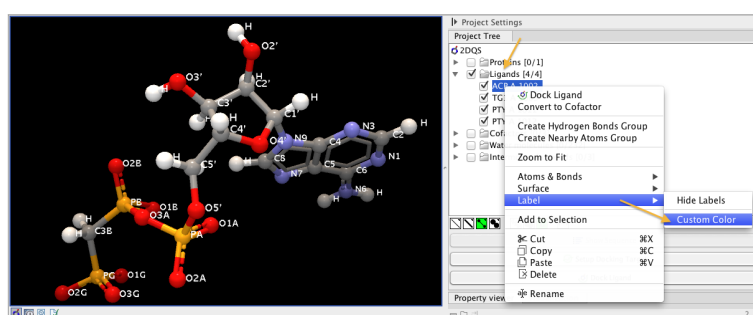 Project Settings
Project Tree
2DQS
Proteins [0/1]
Ligands [4/4]
ACP A 1002
TG
PTY
PTY
Cof
Wat
Inte
Dock Ligand
Convert to Cofactor
Create Hydrogen Bonds Group
Create Nearby Atoms Group
Zoom to Fit
Atoms & Bonds
Surface
Label
Hide Labels
Custom Color
Add to Selection
Cut ⌘X
Copy ⌘C
Paste ⌘V
Delete
Rename
Property view
H
H
O2'
O3'
H
C2'
C3'
H
C1'
H
C4'
O4'
N9
C4
N3
C2
H
H
C5'
H
C8
N7
C5
C6
N1
N6
H
H
O2B
PB
O1B
O3A
O5'
O1A
PA
H
H
C3B
O2A
PG
O1G
O2G
O3G